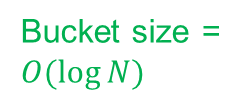 Bucket size =
O(log N)